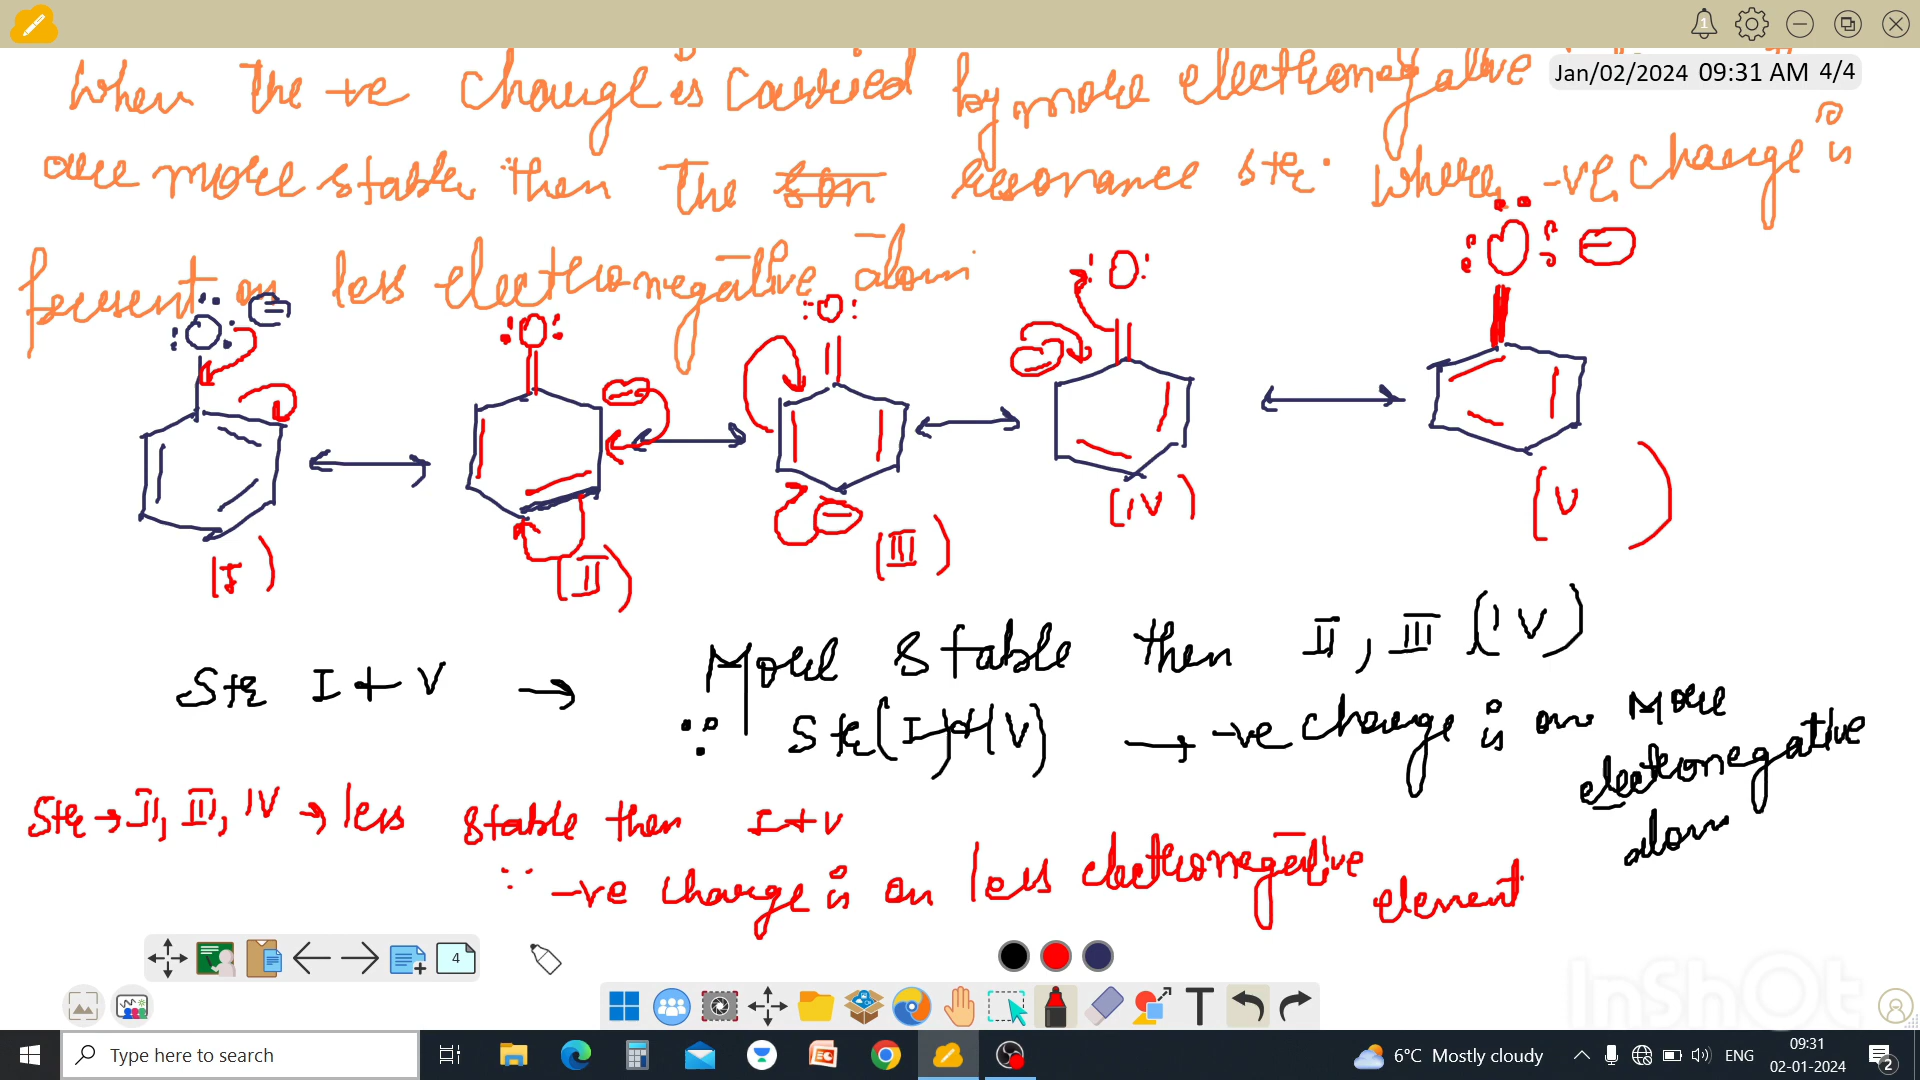 Jan/02/2024 09:31 AM 4/4
When the -ve charge is carried by more electronegative
are more stable then the resonance str. where -ve charge is
present on less electronegative atom
:O: :O: :O: :O: :O:
(I) (II) (III) (IV) (V)
Str I + V → More stable then II, III (IV)
∵ Str (I) + (V) → -ve charge is on More
electronegative
atom
Str → II, III, IV → less stable then I + V
∵ -ve charge is on less electronegative element
4
T
InShOt
Type here to search
6°C Mostly cloudy
ENG
09:31
02-01-2024
2